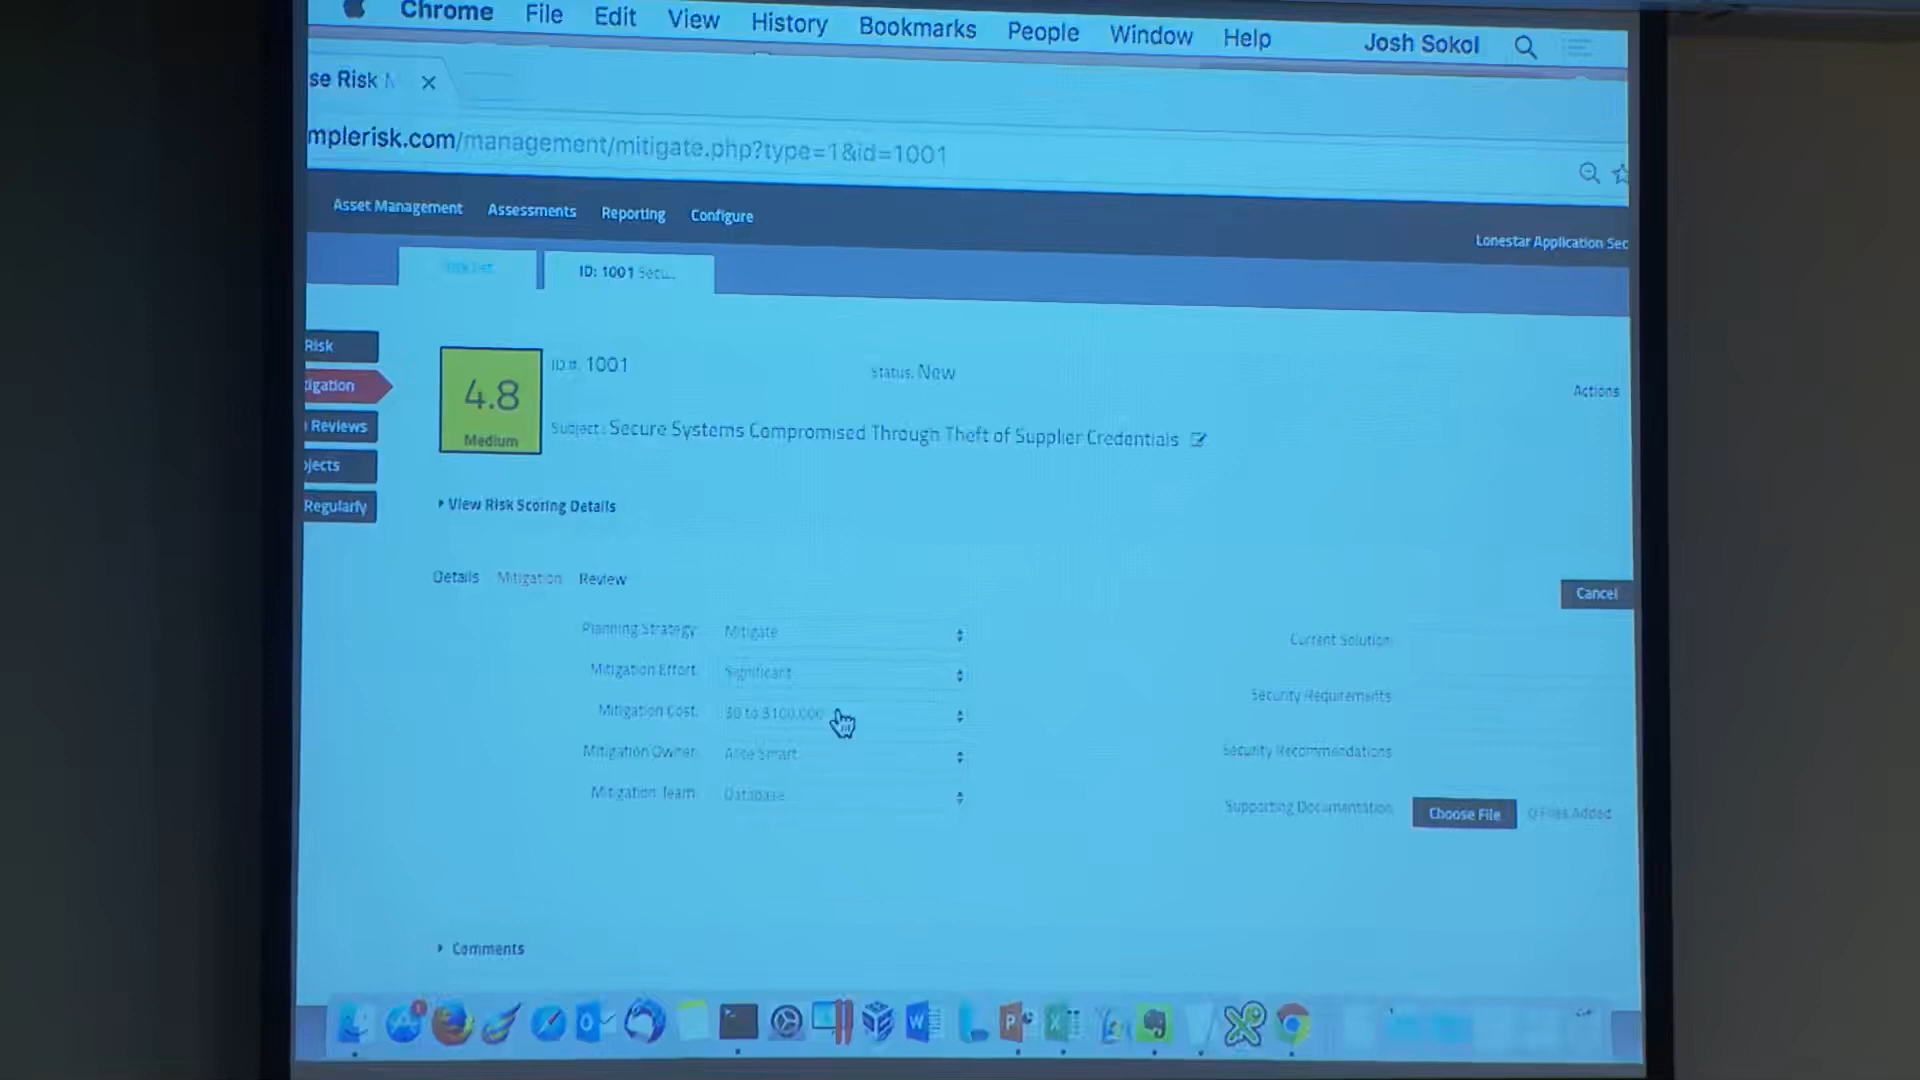 Chrome File Edit View History Bookmarks People Window Help Josh Sokol
se Risk M
mplerisk.com/management/mitigate.php?type=1&id=1001
Asset Management Assessments Reporting Configure
Lonestar Application Sec
ID: 1001 Secu...
Risk
tigation
Reviews
ojects
Regularly
4.8
Medium
ID #: 1001
Status: New
Actions
Subject: Secure Systems Compromised Through Theft of Supplier Credentials
View Risk Scoring Details
Details Mitigation Review
Cancel
Planning Strategy: Mitigate
Mitigation Effort: Significant
Mitigation Cost: $0 to $100,000
Mitigation Owner: Alice Smart
Mitigation Team: Database
Current Solution:
Security Requirements:
Security Recommendations:
Supporting Documentation: Choose File 0 Files Added
Comments